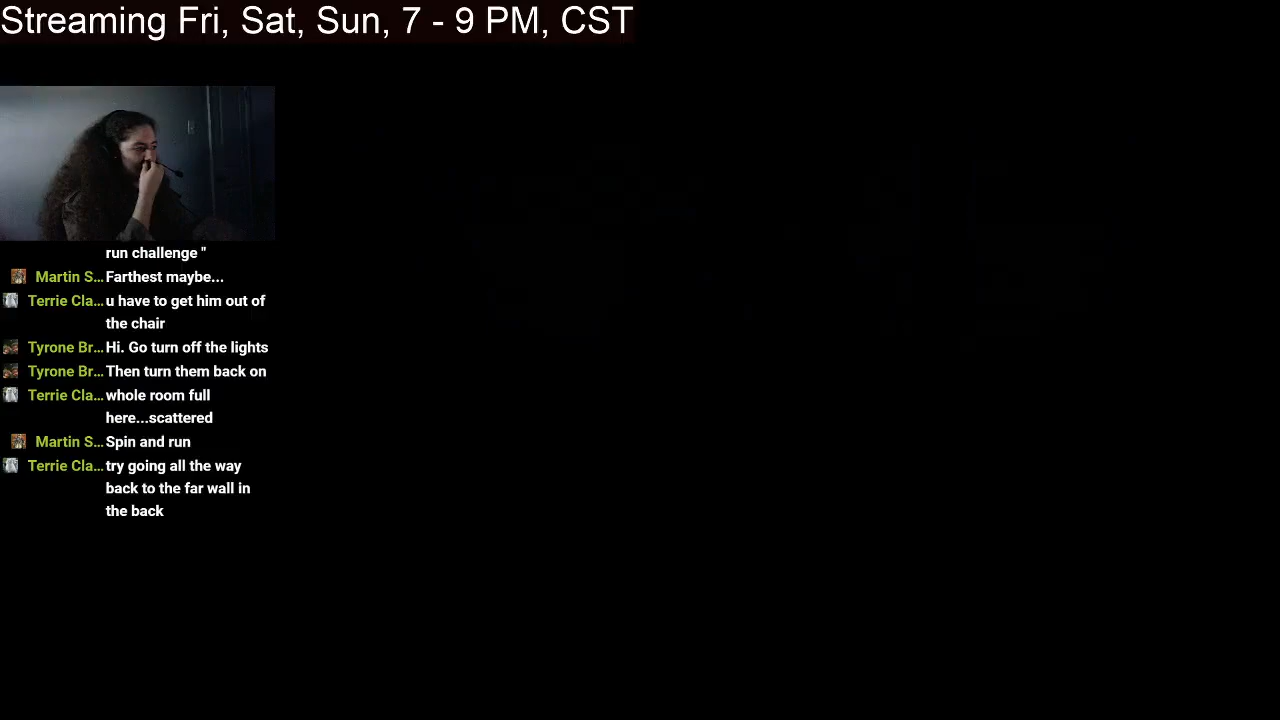 Streaming Fri, Sat, Sun, 7 - 9 PM, CST
run challenge "
Martin S... Farthest maybe...
Terrie Cla... u have to get him out of
the chair
Tyrone Br... Hi. Go turn off the lights
Tyrone Br... Then turn them back on
Terrie Cla... whole room full
here...scattered
Martin S... Spin and run
Terrie Cla... try going all the way
back to the far wall in
the back